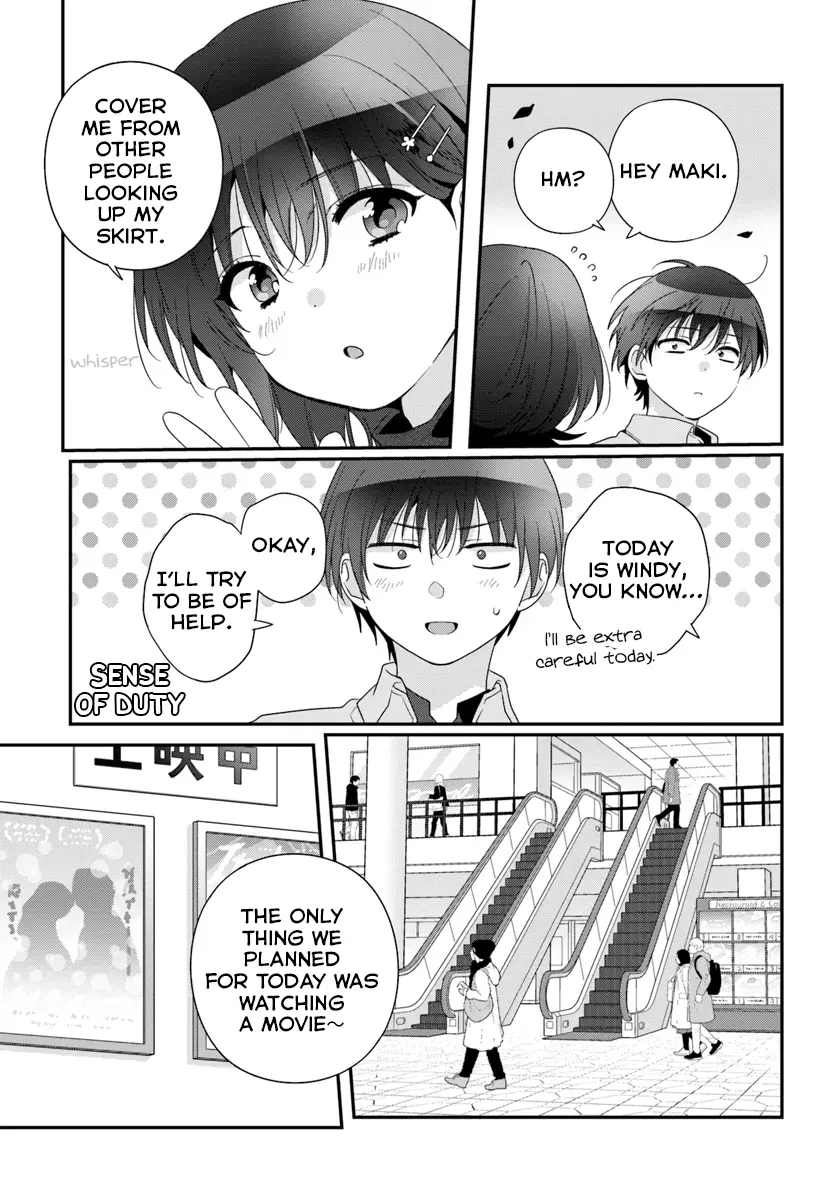 HEY MAKI.
HM?
COVER
ME FROM
OTHER
PEOPLE
LOOKING
UP MY
SKIRT.
whisper
TODAY
IS WINDY,
YOU KNOW...
I'll be extra
careful today.
OKAY,
I'LL TRY
TO BE OF
HELP.
SENSE
OF DUTY
Restaurant & Ca
上映中
THE ONLY
THING WE
PLANNED
FOR TODAY WAS
WATCHING
A MOVIE~